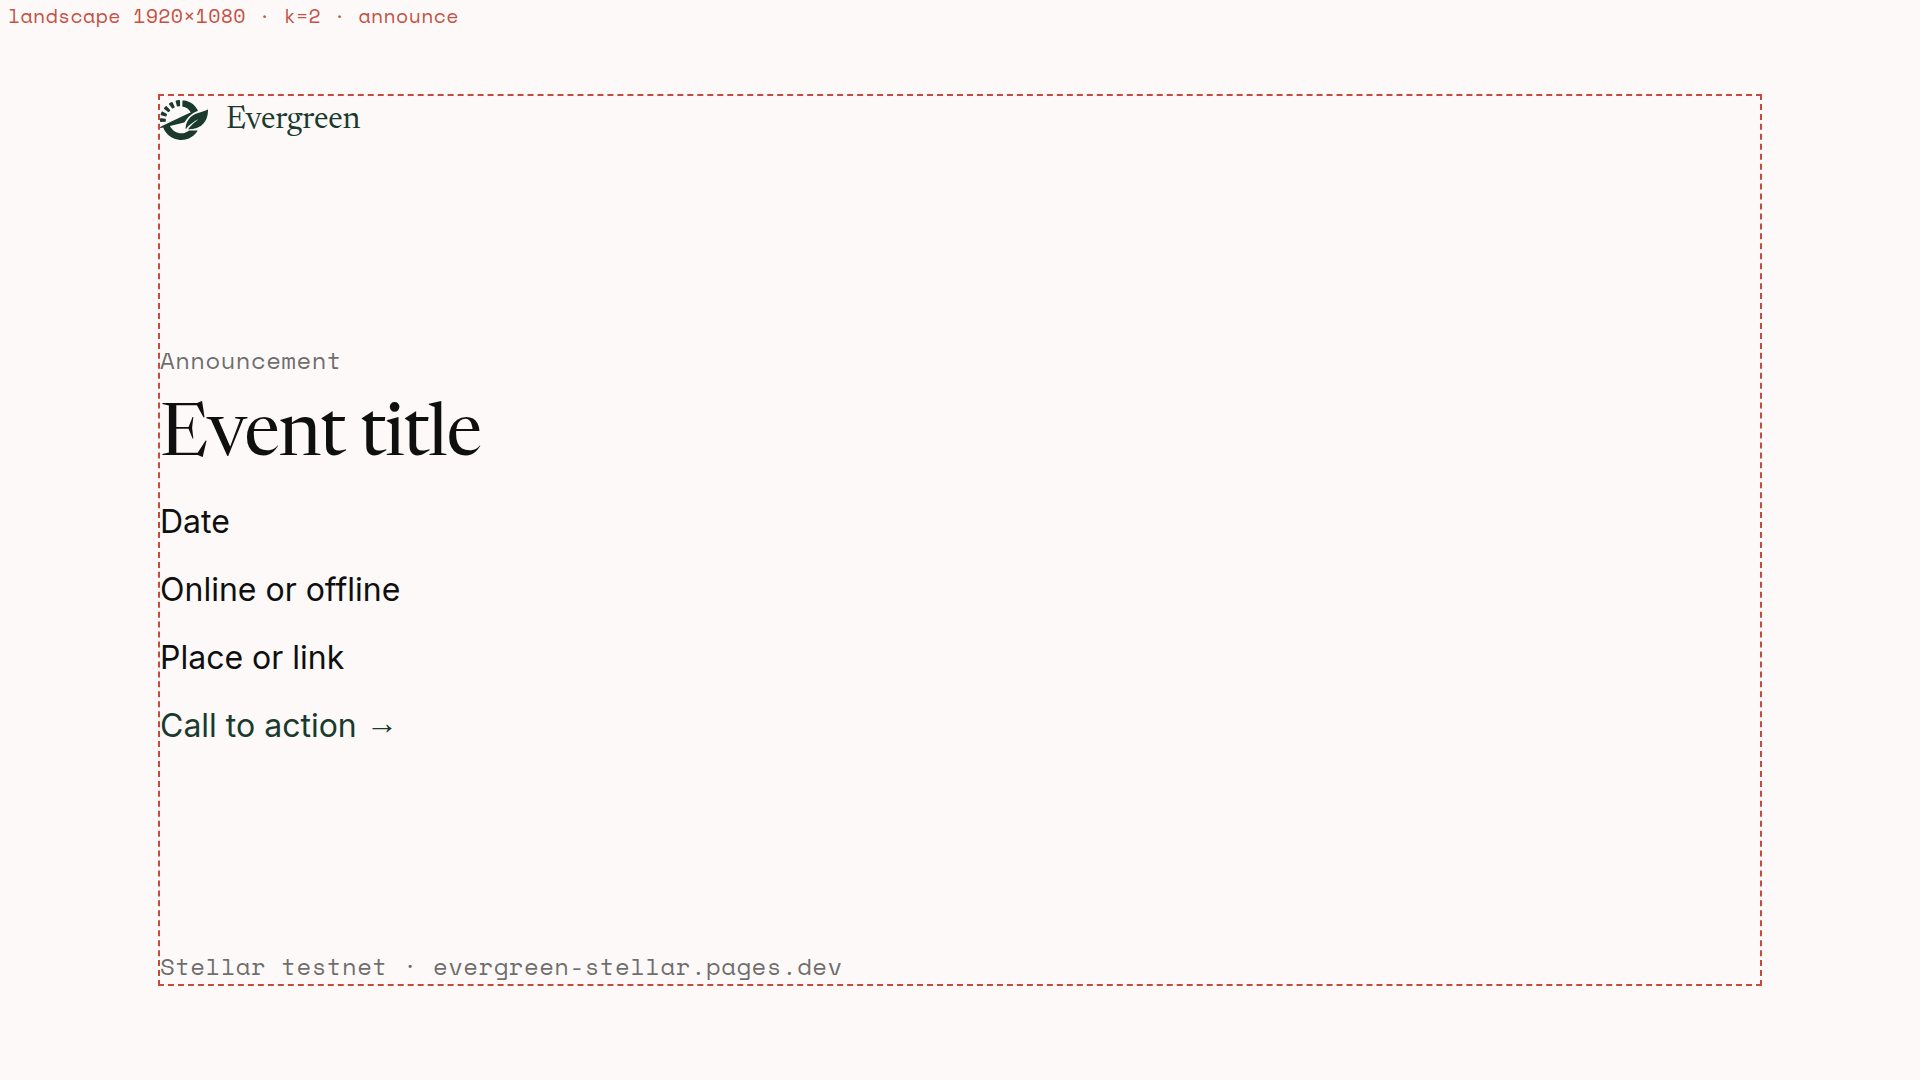 landscape 1920×1080 · k=2 · announce
Evergreen
Announcement
Event title
Date
Online or offline
Place or link
Call to action →
Stellar testnet · evergreen-stellar.pages.dev